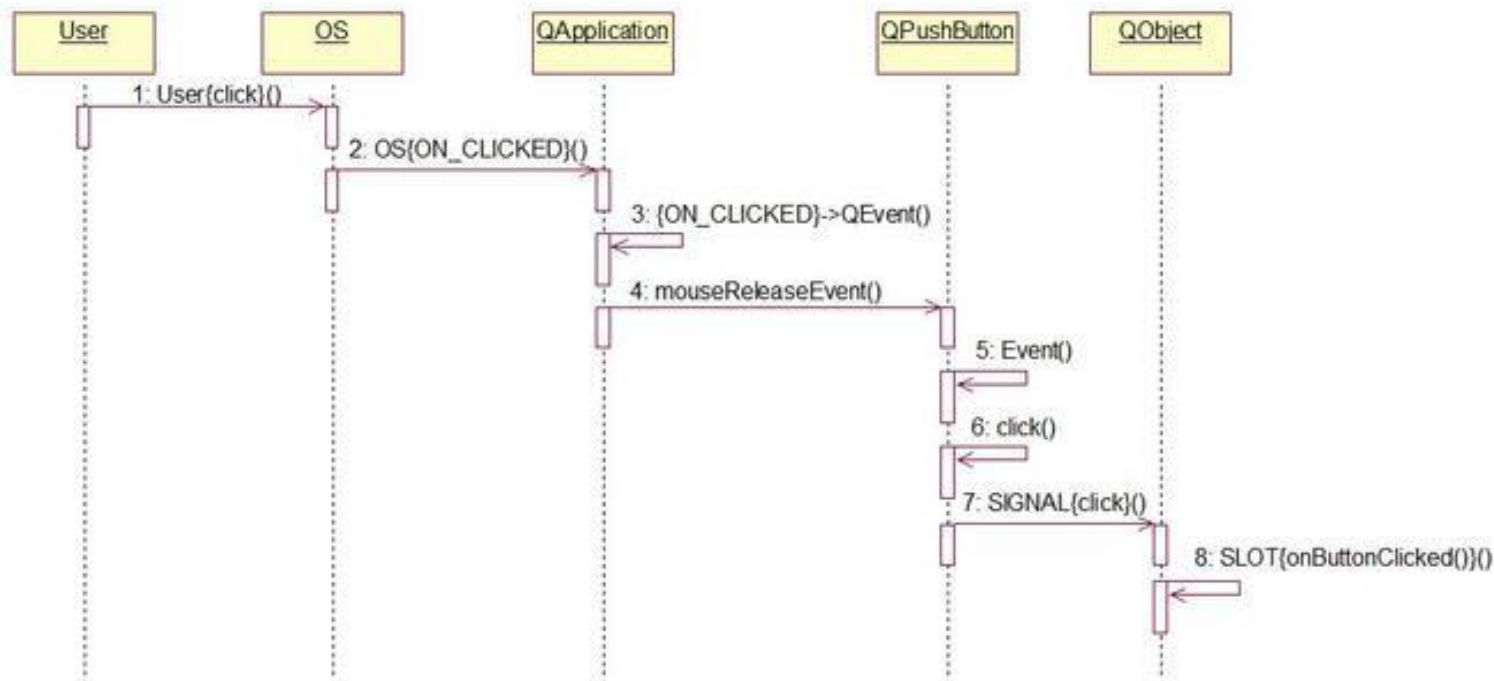 User
OS
QApplication
QPushButton
QObject
1: User{click}()
2: OS{ON_CLICKED}()
3: {ON_CLICKED}->QEvent()
4: mouseReleaseEvent()
5: Event()
6: click()
7: SIGNAL{click}()
8: SLOT{onButtonClicked()}()